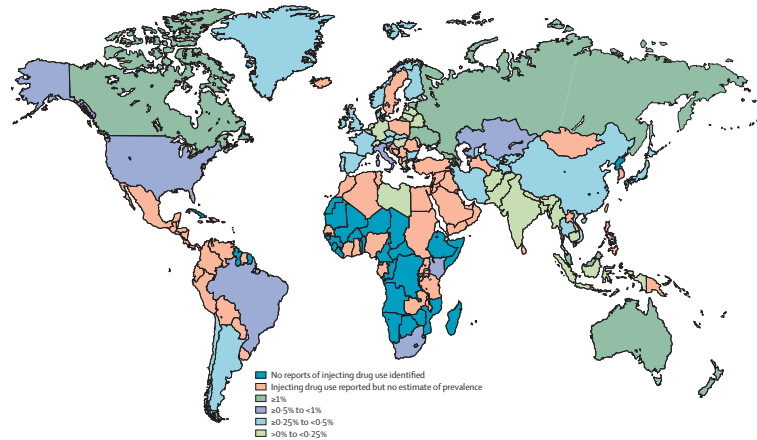 No reports of injecting drug use identified
Injecting drug use reported but no estimate of prevalence
≥1%
≥0·5% to <1%
≥0·25% to <0·5%
>0% to <0·25%